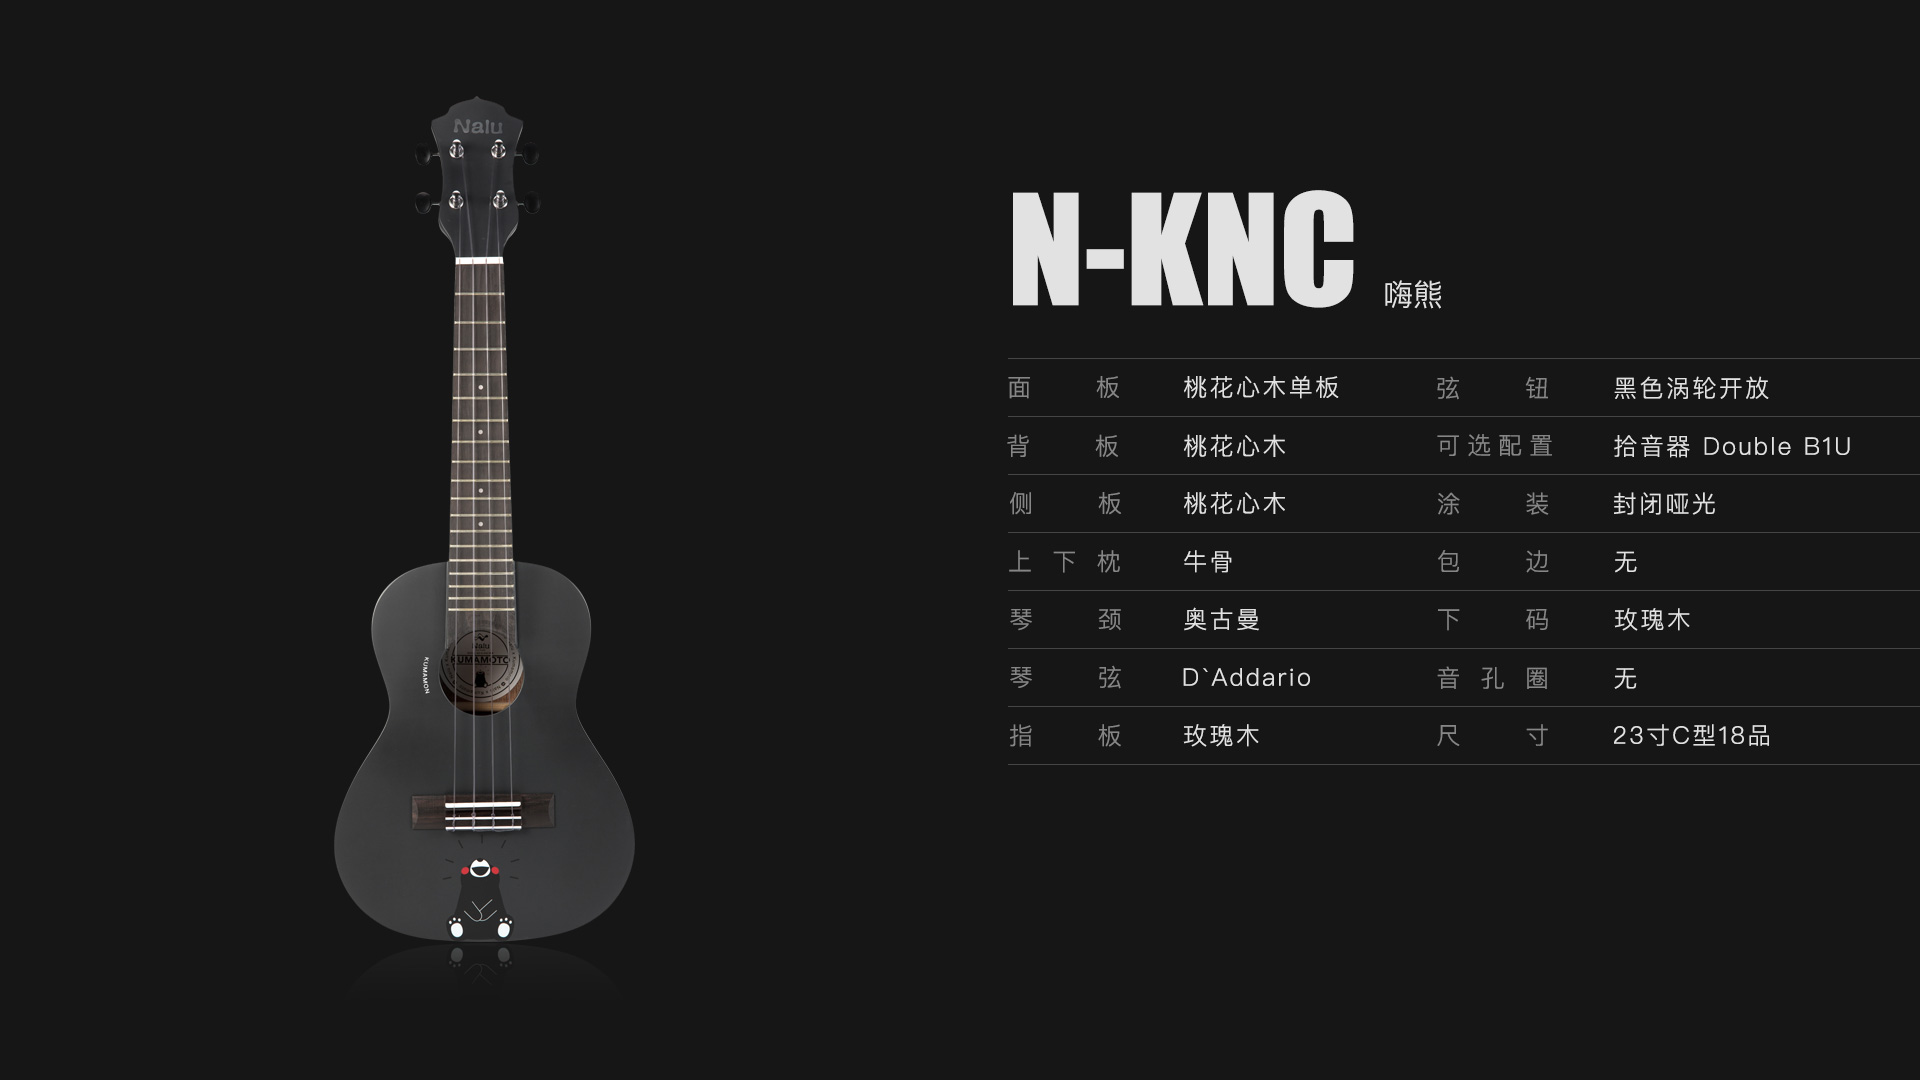 Nalu
N-KNC 嗨熊
面板 桃花心木单板 弦钮 黑色涡轮开放
背板 桃花心木 可选配置 拾音器 Double B1U
侧板 桃花心木 涂装 封闭哑光
上下枕 牛骨 包边 无
琴颈 奥古曼 下码 玫瑰木
琴弦 D`Addario 音孔圈 无
指板 玫瑰木 尺寸 23寸C型18品
Nalu
KUMAMOTO
KUMAMON